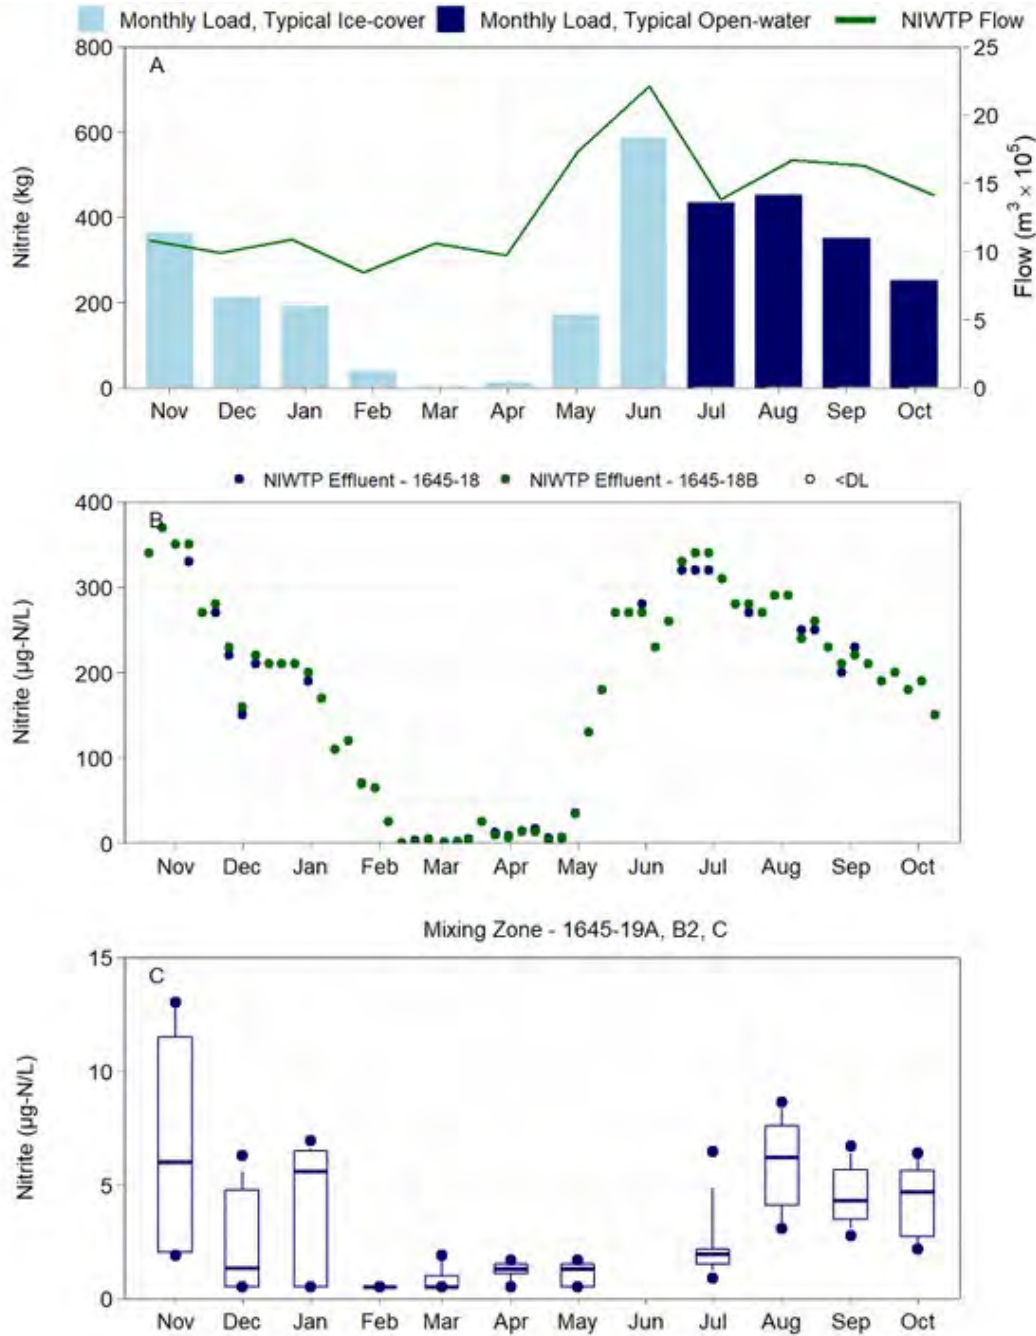 Monthly Load, Typical Ice-cover Monthly Load, Typical Open-water NIWTP Flow
A
800
600
400
200
0
Nitrite (kg)
25
20
15
10
5
0
Flow (m³ × 10⁵)
Nov Dec Jan Feb Mar Apr May Jun Jul Aug Sep Oct
NIWTP Effluent - 1645-18 NIWTP Effluent - 1645-18B <DL
B
400
300
200
100
0
Nitrite (µg-N/L)
Nov Dec Jan Feb Mar Apr May Jun Jul Aug Sep Oct
Mixing Zone - 1645-19A, B2, C
C
15
10
5
0
Nitrite (µg-N/L)
Nov Dec Jan Feb Mar Apr May Jun Jul Aug Sep Oct